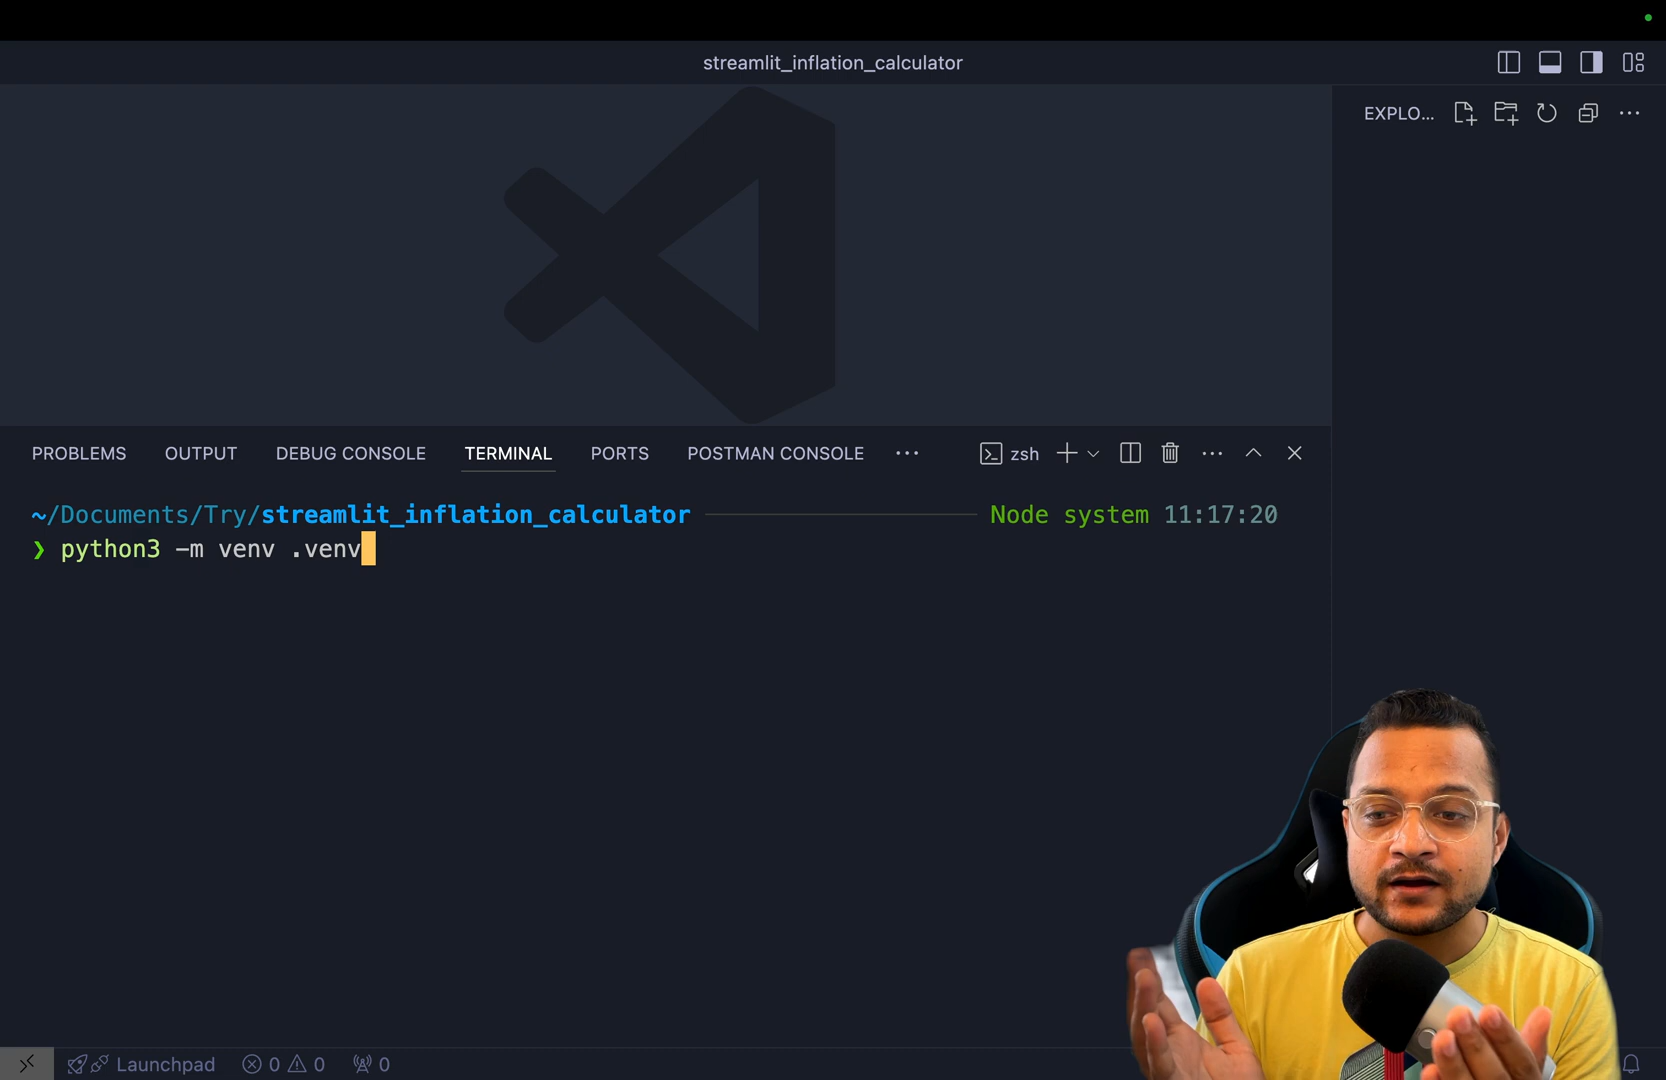 streamlit_inflation_calculator
EXPLO...
PROBLEMS OUTPUT DEBUG CONSOLE TERMINAL PORTS POSTMAN CONSOLE ··· zsh
~/Documents/Try/streamlit_inflation_calculator Node system 11:17:20
❯ python3 -m venv .venv
Launchpad 0 0 0